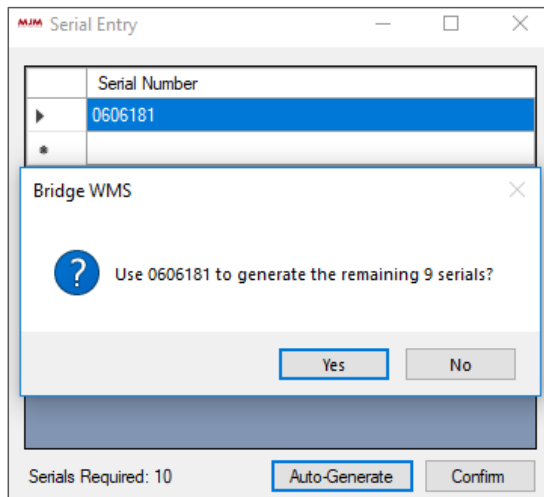 MJM Serial Entry
Serial Number
0606181
Bridge WMS
Use 0606181 to generate the remaining 9 serials?
Yes No
Serials Required: 10 Auto-Generate Confirm